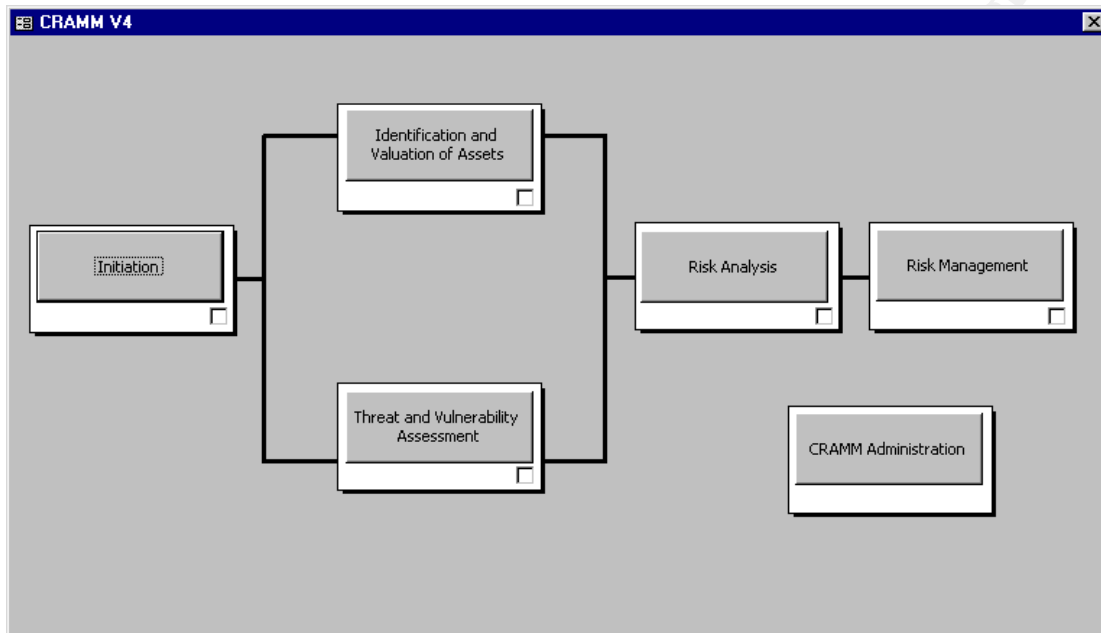 CRAMM V4
Identification and
Valuation of Assets
Initiation
Risk Analysis
Risk Management
Threat and Vulnerability
Assessment
CRAMM Administration